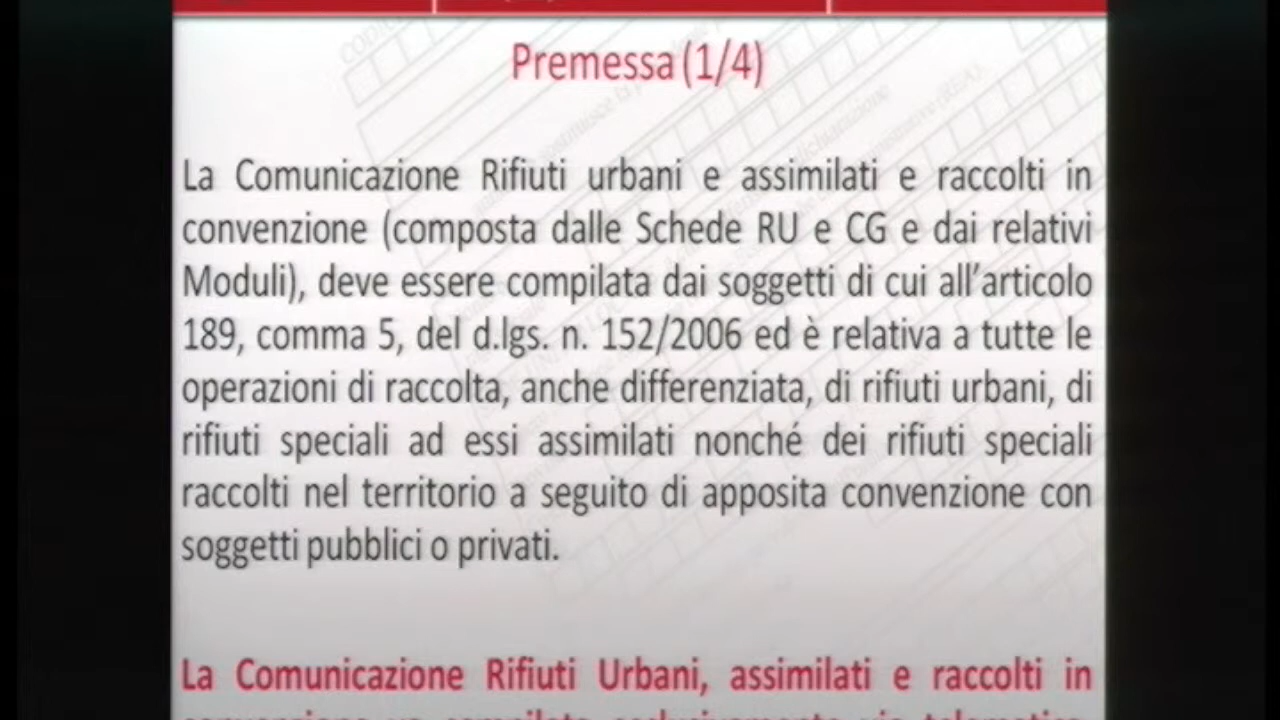 Premessa (1/4)
La Comunicazione Rifiuti urbani e assimilati e raccolti in
convenzione (composta dalle Schede RU e CG e dai relativi
Moduli), deve essere compilata dai soggetti di cui all'articolo
189, comma 5, del d.lgs. n. 152/2006 ed è relativa a tutte le
operazioni di raccolta, anche differenziata, di rifiuti urbani, di
rifiuti speciali ad essi assimilati nonché dei rifiuti speciali
raccolti nel territorio a seguito di apposita convenzione con
soggetti pubblici o privati.
La Comunicazione Rifiuti Urbani, assimilati e raccolti in